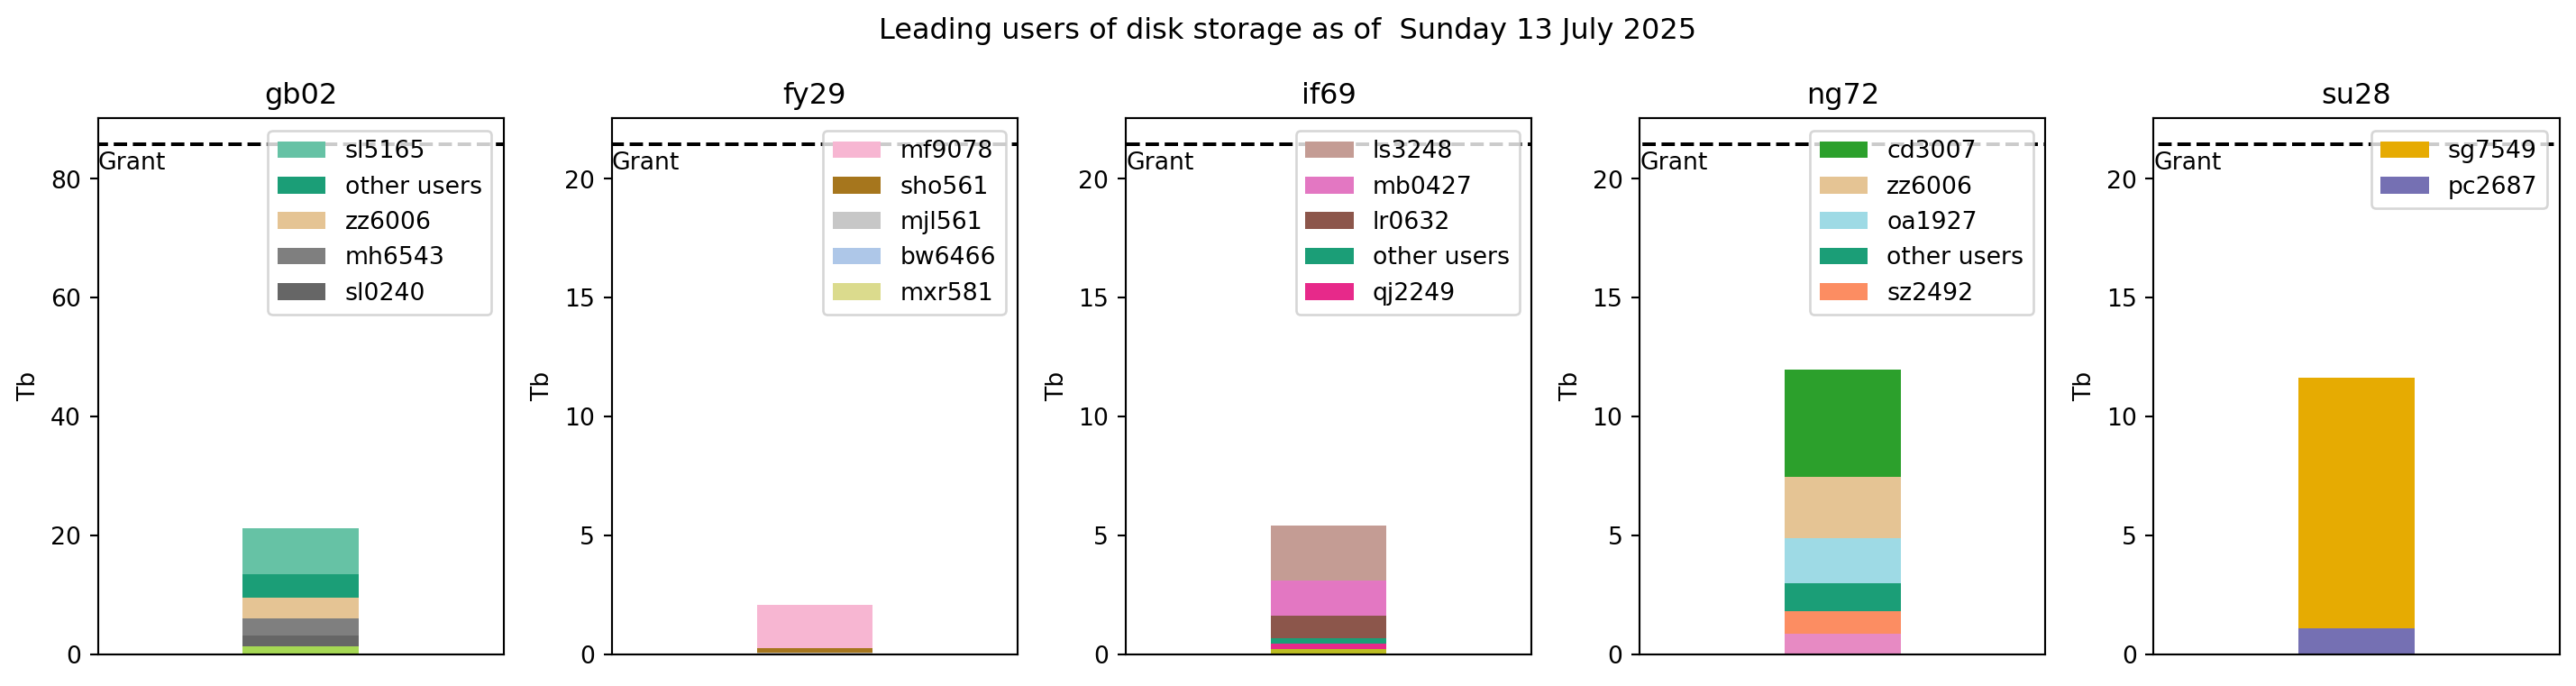 Leading users of disk storage as of  Sunday 13 July 2025
gb02
Grant
sl5165
other users
zz6006
mh6543
sl0240
80
60
40
20
0
Tb
fy29
Grant
mf9078
sho561
mjl561
bw6466
mxr581
20
15
10
5
0
Tb
if69
Grant
ls3248
mb0427
lr0632
other users
qj2249
20
15
10
5
0
Tb
ng72
Grant
cd3007
zz6006
oa1927
other users
sz2492
20
15
10
5
0
Tb
su28
Grant
sg7549
pc2687
20
15
10
5
0
Tb